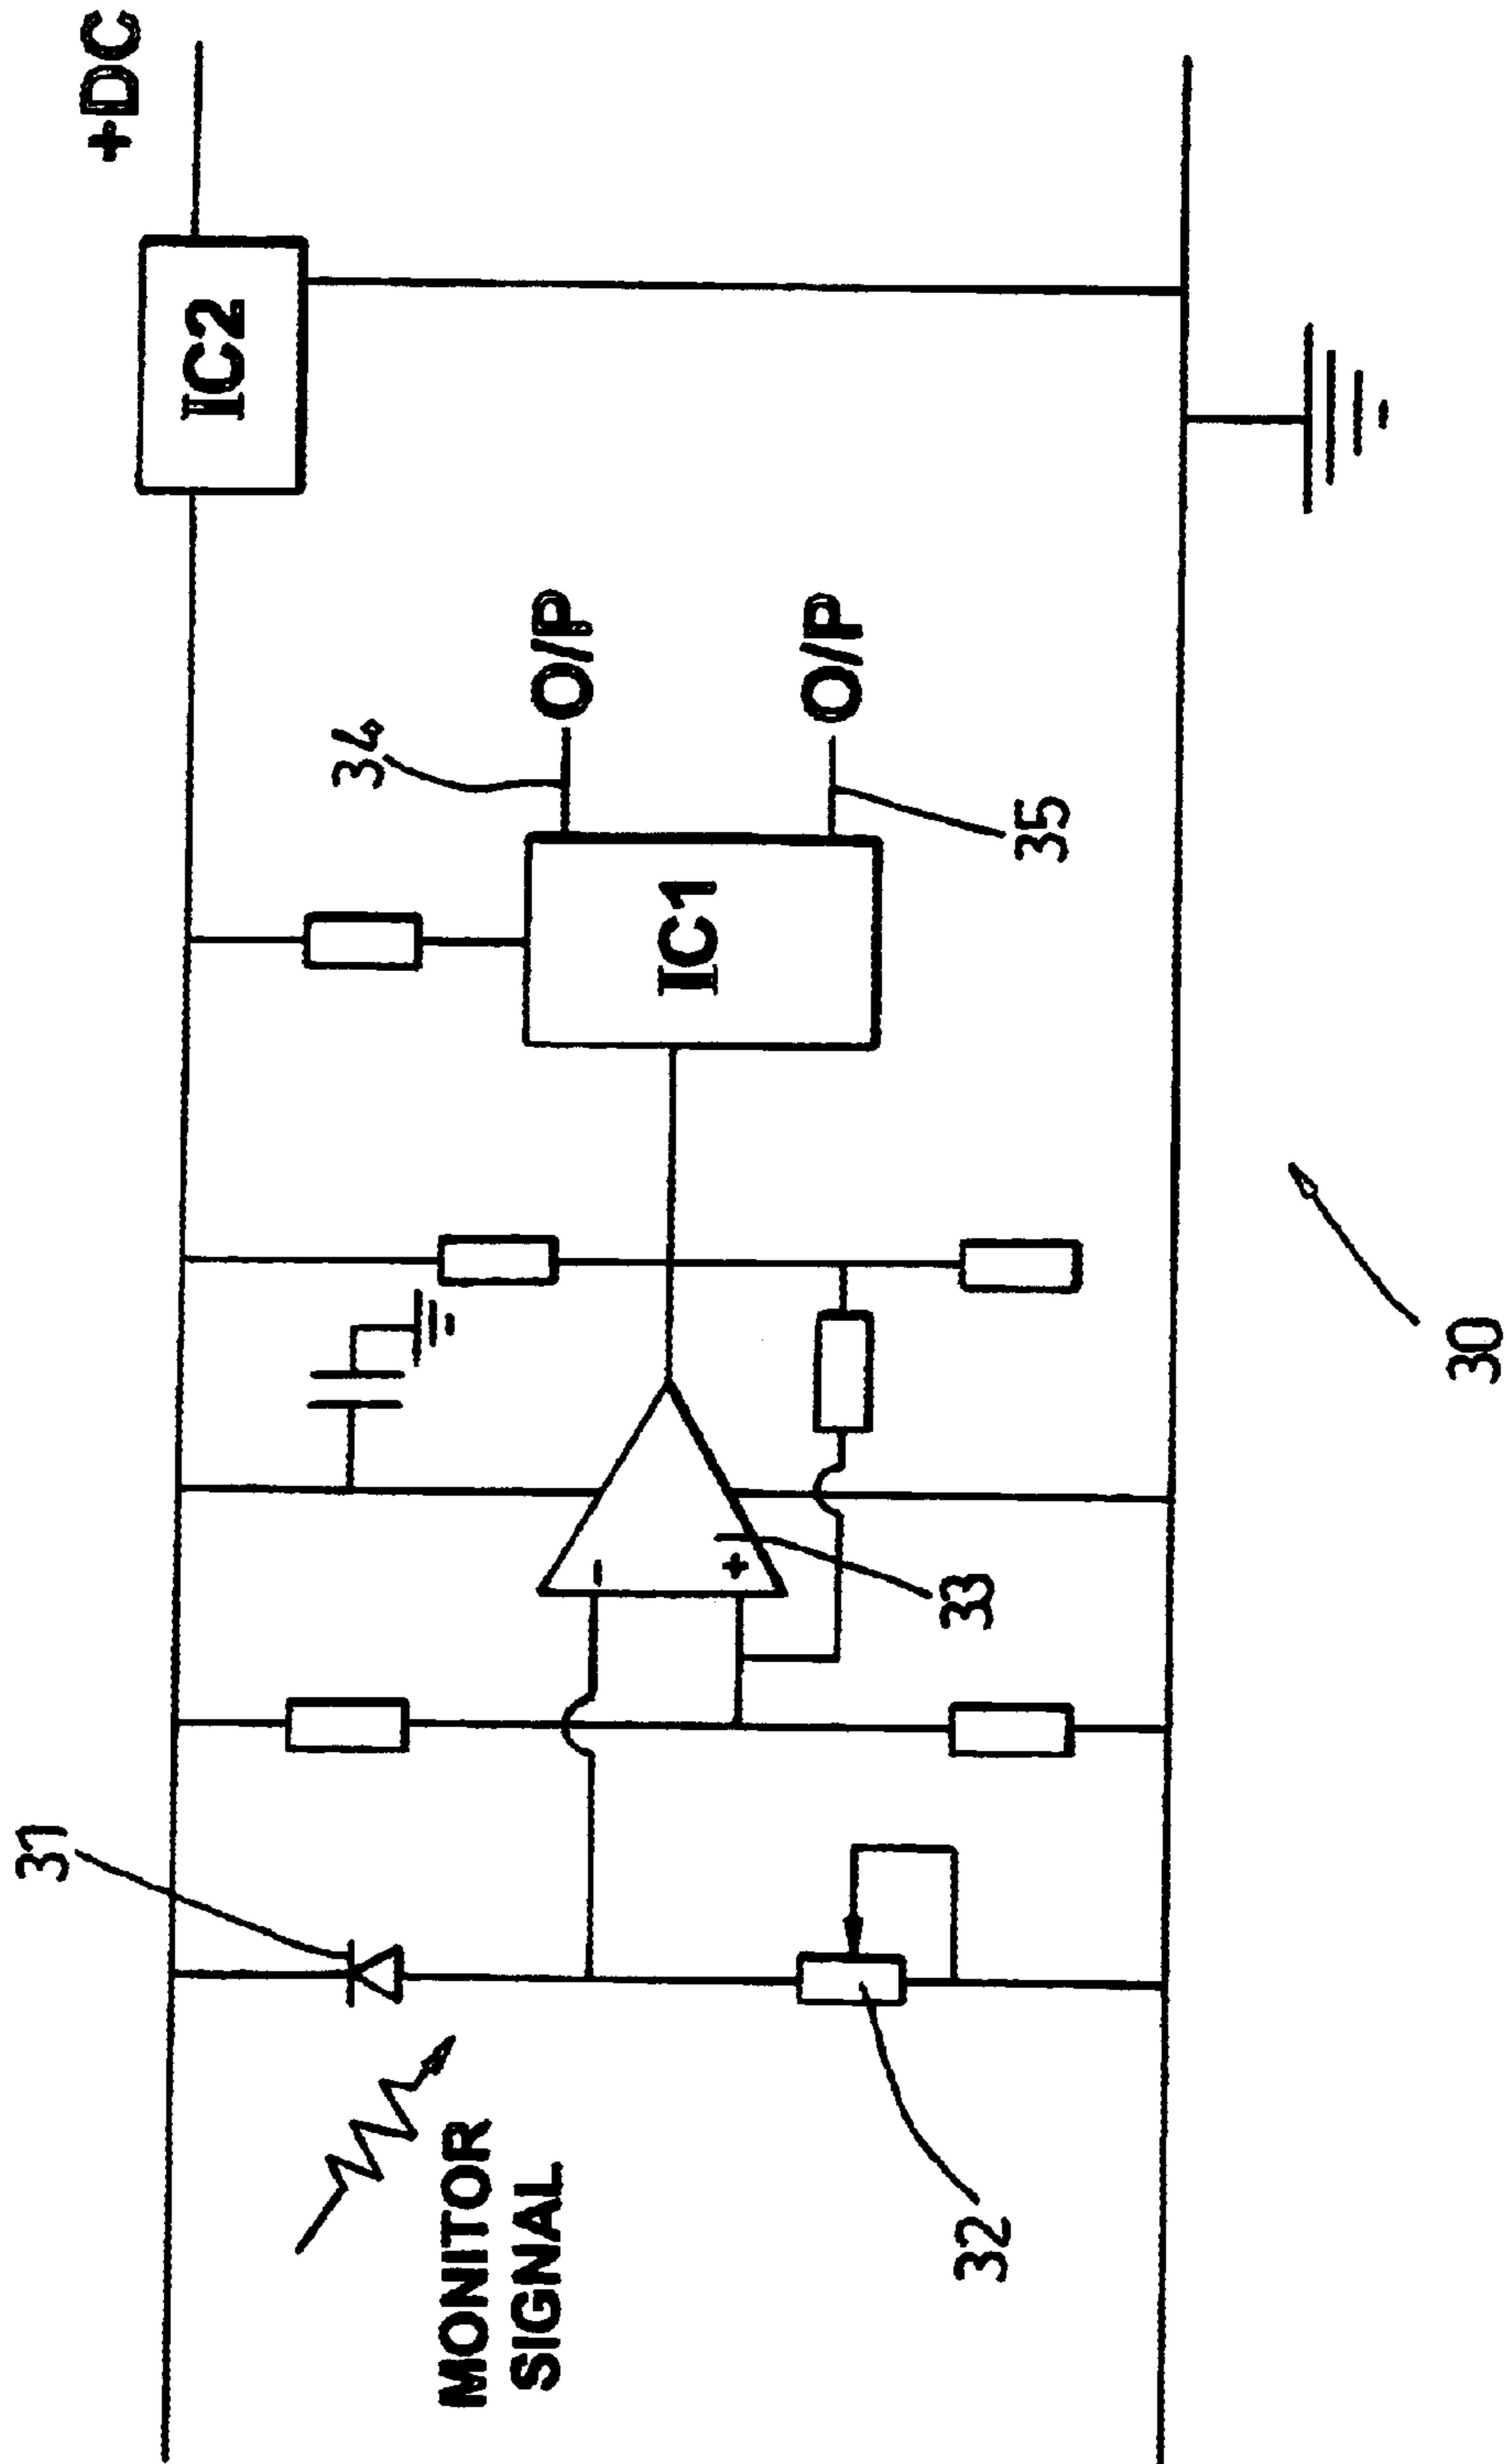 +DC
IC2
34
O/P
O/P
35
IC1
31
-
+
33
MONITOR
SIGNAL
32
30